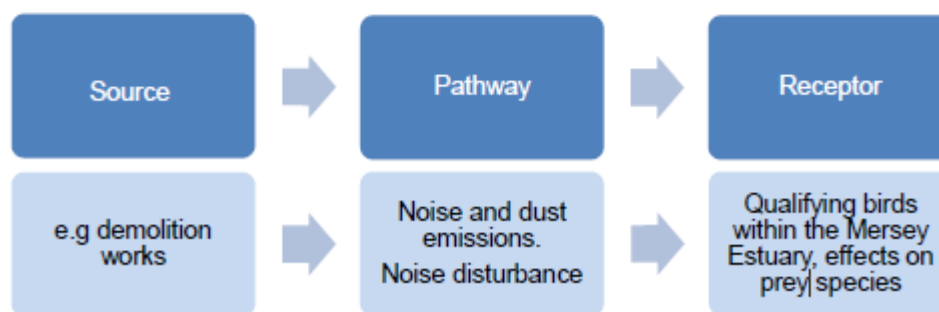 Source
Pathway
Receptor
e.g demolition
works
Noise and dust
emissions.
Noise disturbance
Qualifying birds
within the Mersey
Estuary, effects on
prey species